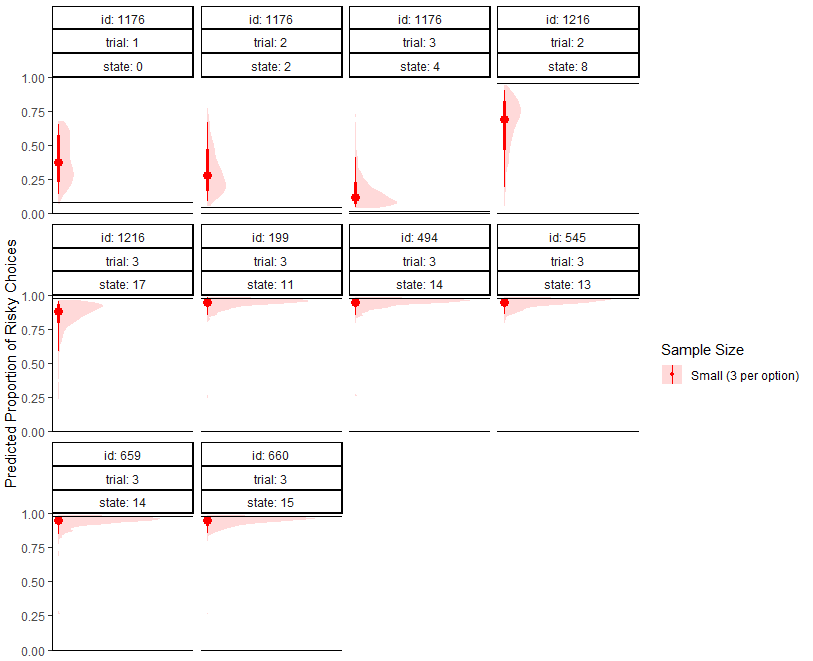 id: 1176 id: 1176 id: 1176 id: 1216
trial: 1 trial: 2 trial: 3 trial: 2
state: 0 state: 2 state: 4 state: 8
1.00
0.75
0.50
0.25
0.00
id: 1216 id: 199 id: 494 id: 545
trial: 3 trial: 3 trial: 3 trial: 3
state: 17 state: 11 state: 14 state: 13
1.00
0.75
0.50
0.25
0.00
id: 659 id: 660
trial: 3 trial: 3
state: 14 state: 15
1.00
0.75
0.50
0.25
0.00
Predicted Proportion of Risky Choices
Sample Size
Small (3 per option)